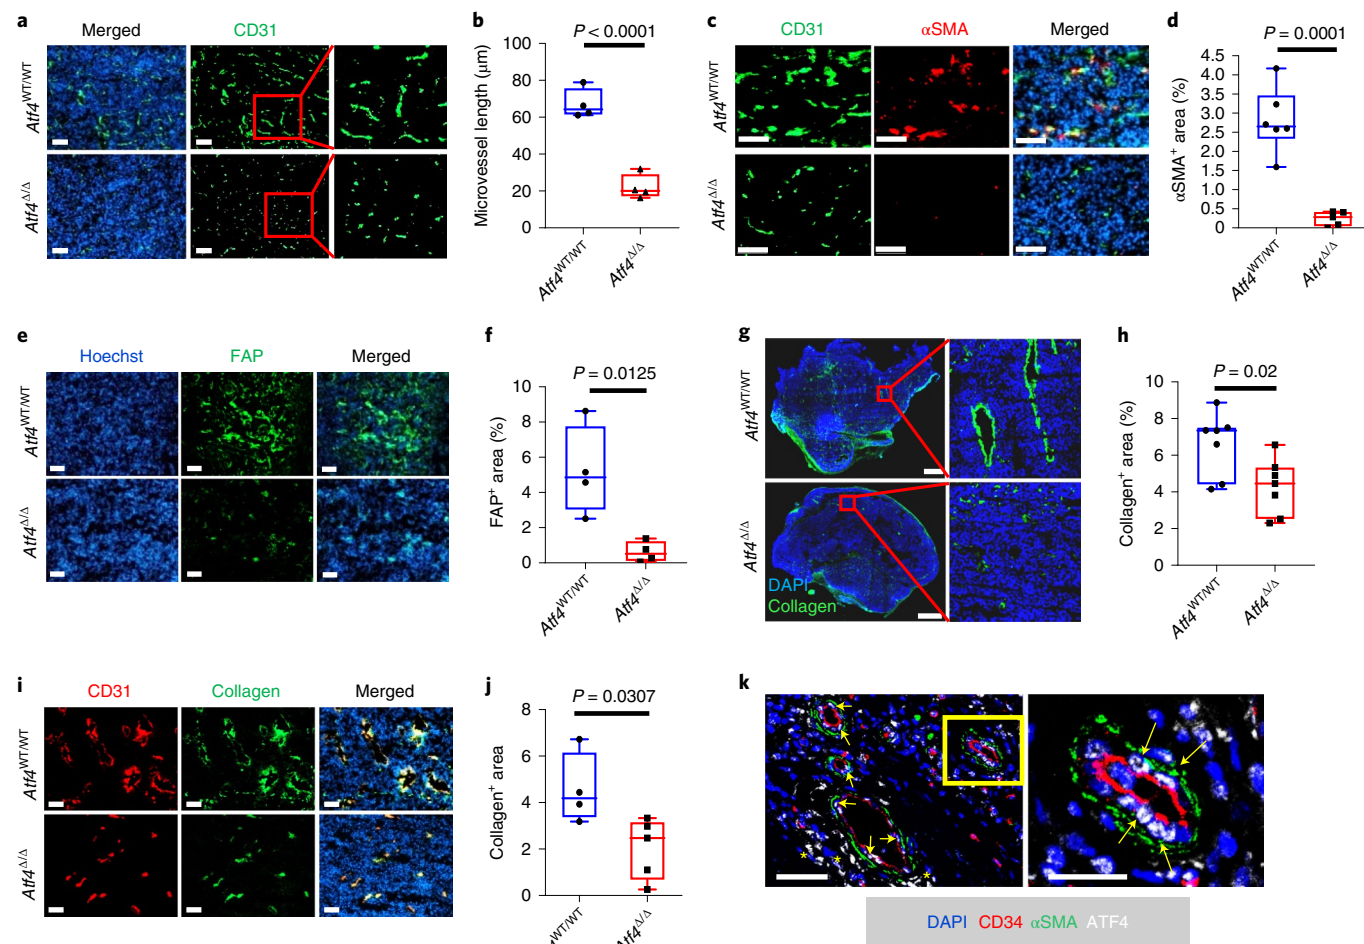 a
Merged
CD31
Atf4WT/WT
Atf4Δ/Δ
b
P < 0.0001
Microvessel length (μm)
100
80
60
40
20
0
Atf4WT/WT
Atf4Δ/Δ
c
CD31
αSMA
Merged
Atf4WT/WT
Atf4Δ/Δ
d
P = 0.0001
αSMA+ area (%)
4.5
4.0
3.5
3.0
2.5
2.0
1.5
1.0
0.5
0
Atf4WT/WT
Atf4Δ/Δ
e
Hoechst
FAP
Merged
Atf4WT/WT
Atf4Δ/Δ
f
P = 0.0125
FAP+ area (%)
10
8
6
4
2
0
Atf4WT/WT
Atf4Δ/Δ
g
Atf4WT/WT
Atf4Δ/Δ
DAPI
Collagen
h
P = 0.02
Collagen+ area (%)
10
8
6
4
2
0
Atf4WT/WT
Atf4Δ/Δ
i
CD31
Collagen
Merged
Atf4WT/WT
Atf4Δ/Δ
j
P = 0.0307
Collagen+ area
8
6
4
2
0
4WT/WT
Atf4Δ/Δ
k
* * *
DAPI CD34 αSMA ATF4